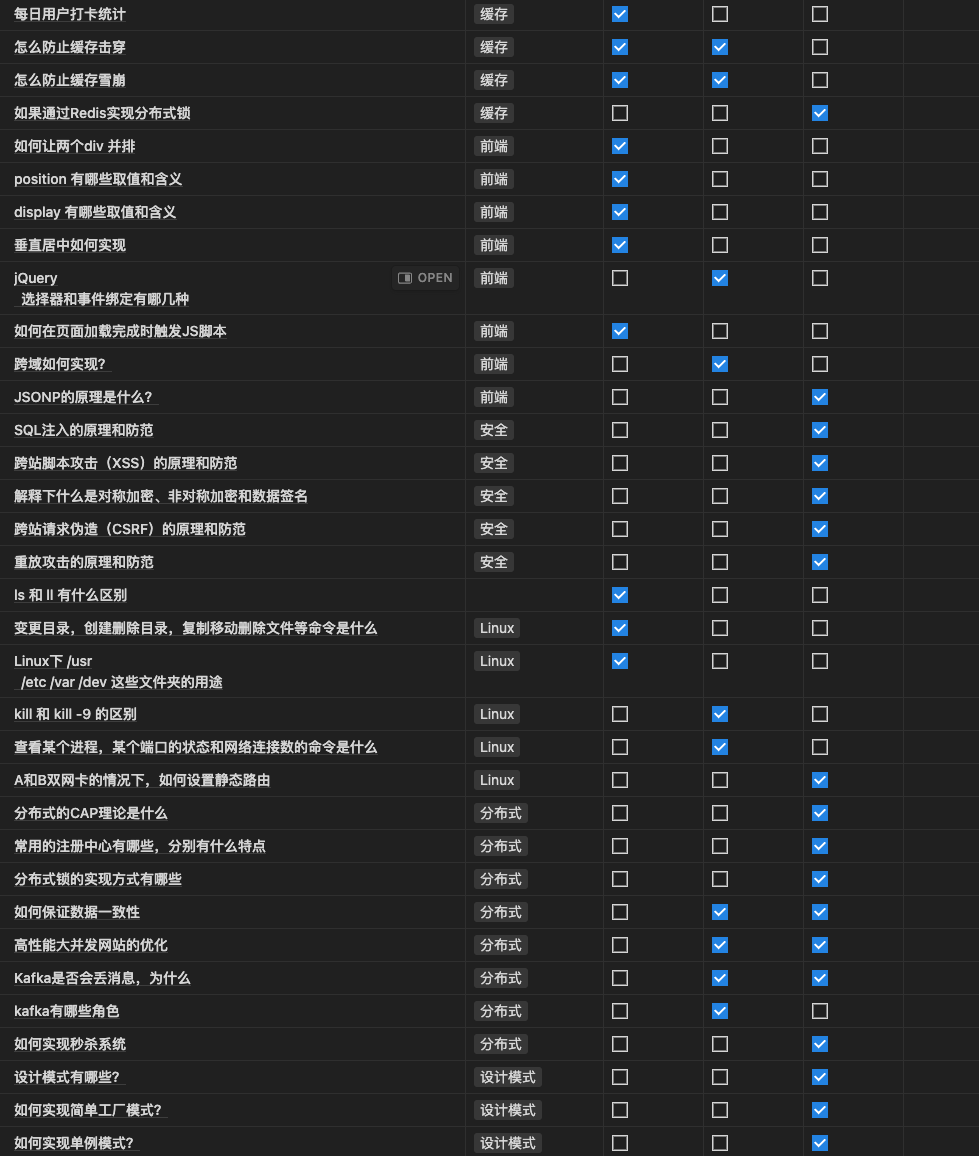 每日用户打卡统计 缓存
怎么防止缓存击穿 缓存
怎么防止缓存雪崩 缓存
如果通过Redis实现分布式锁 缓存
如何让两个div 并排 前端
position 有哪些取值和含义 前端
display 有哪些取值和含义 前端
垂直居中如何实现 前端
jQuery OPEN 前端
选择器和事件绑定有哪几种
如何在页面加载完成时触发JS脚本 前端
跨域如何实现? 前端
JSONP的原理是什么? 前端
SQL注入的原理和防范 安全
跨站脚本攻击（XSS）的原理和防范 安全
解释下什么是对称加密、非对称加密和数据签名 安全
跨站请求伪造（CSRF）的原理和防范 安全
重放攻击的原理和防范 安全
ls 和 ll 有什么区别
变更目录，创建删除目录，复制移动删除文件等命令是什么 Linux
Linux下 /usr Linux
/etc /var /dev 这些文件夹的用途
kill 和 kill -9 的区别 Linux
查看某个进程，某个端口的状态和网络连接数的命令是什么 Linux
A和B双网卡的情况下，如何设置静态路由 Linux
分布式的CAP理论是什么 分布式
常用的注册中心有哪些，分别有什么特点 分布式
分布式锁的实现方式有哪些 分布式
如何保证数据一致性 分布式
高性能大并发网站的优化 分布式
Kafka是否会丢消息，为什么 分布式
kafka有哪些角色 分布式
如何实现秒杀系统 分布式
设计模式有哪些? 设计模式
如何实现简单工厂模式? 设计模式
如何实现单例模式? 设计模式